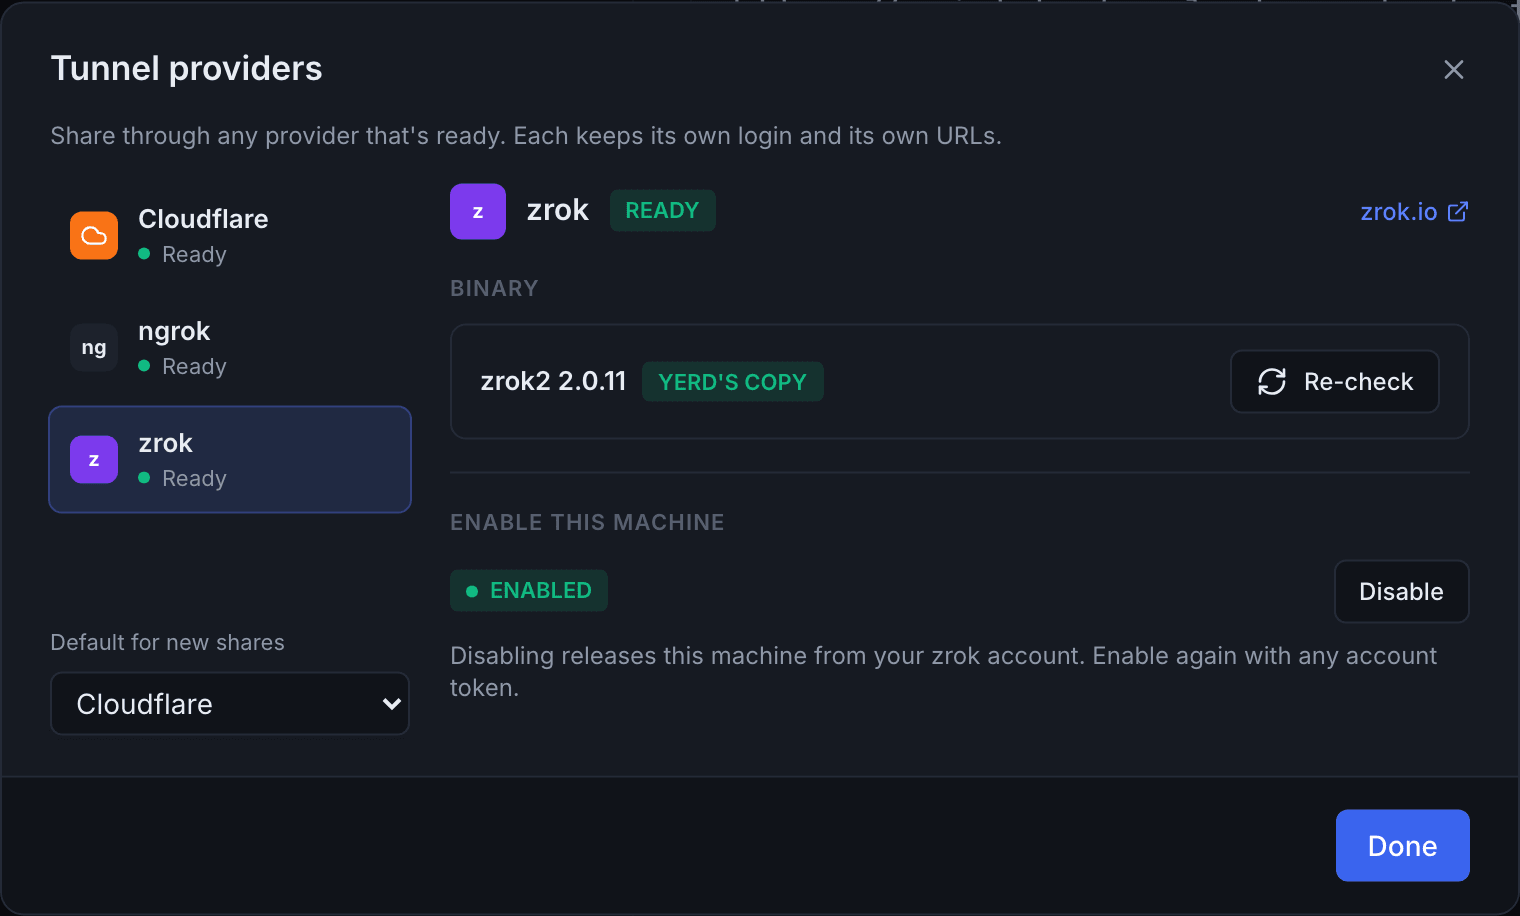 Tunnel providers
Share through any provider that's ready. Each keeps its own login and its own URLs.
Cloudflare
Ready
ng
ngrok
Ready
z
zrok
Ready
Default for new shares
Cloudflare
z
zrok
READY
zrok.io
BINARY
zrok2 2.0.11
YERD'S COPY
Re-check
ENABLE THIS MACHINE
ENABLED
Disable
Disabling releases this machine from your zrok account. Enable again with any account
token.
Done